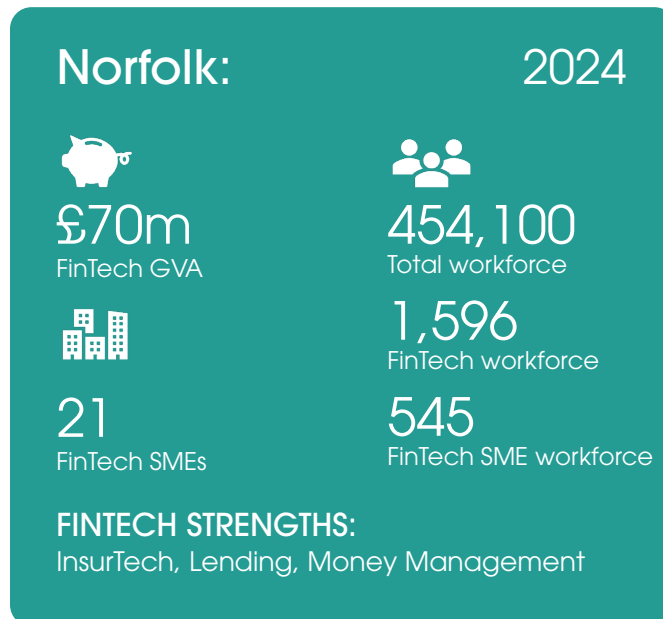 Norfolk: 2024
£70m
FinTech GVA
454,100
Total workforce
1,596
FinTech workforce
21
FinTech SMEs
545
FinTech SME workforce
FINTECH STRENGTHS:
InsurTech, Lending, Money Management